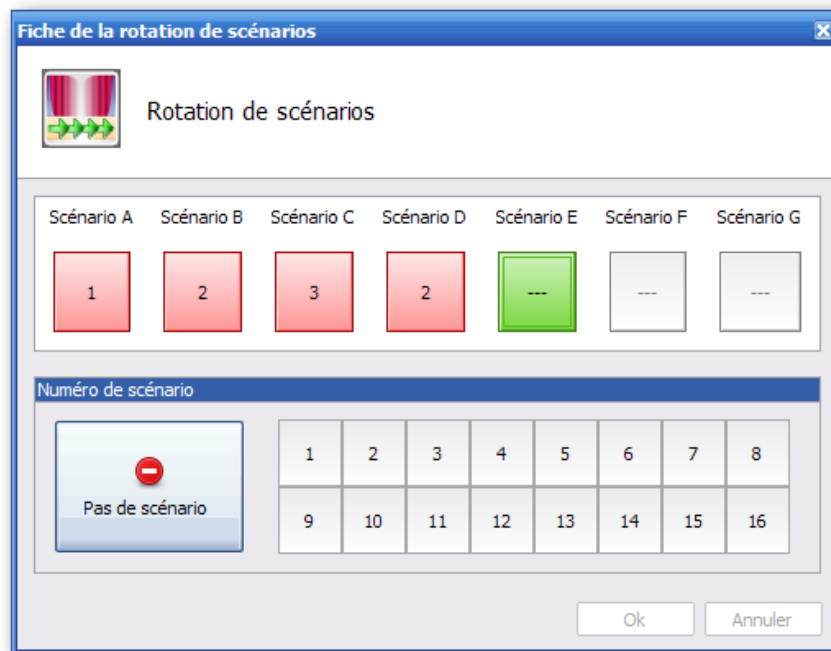 Fiche de la rotation de scénarios
Rotation de scénarios
Scénario A Scénario B Scénario C Scénario D Scénario E Scénario F Scénario G
1 2 3 2 --- --- ---
Numéro de scénario
Pas de scénario
1 2 3 4 5 6 7 8
9 10 11 12 13 14 15 16
Ok Annuler